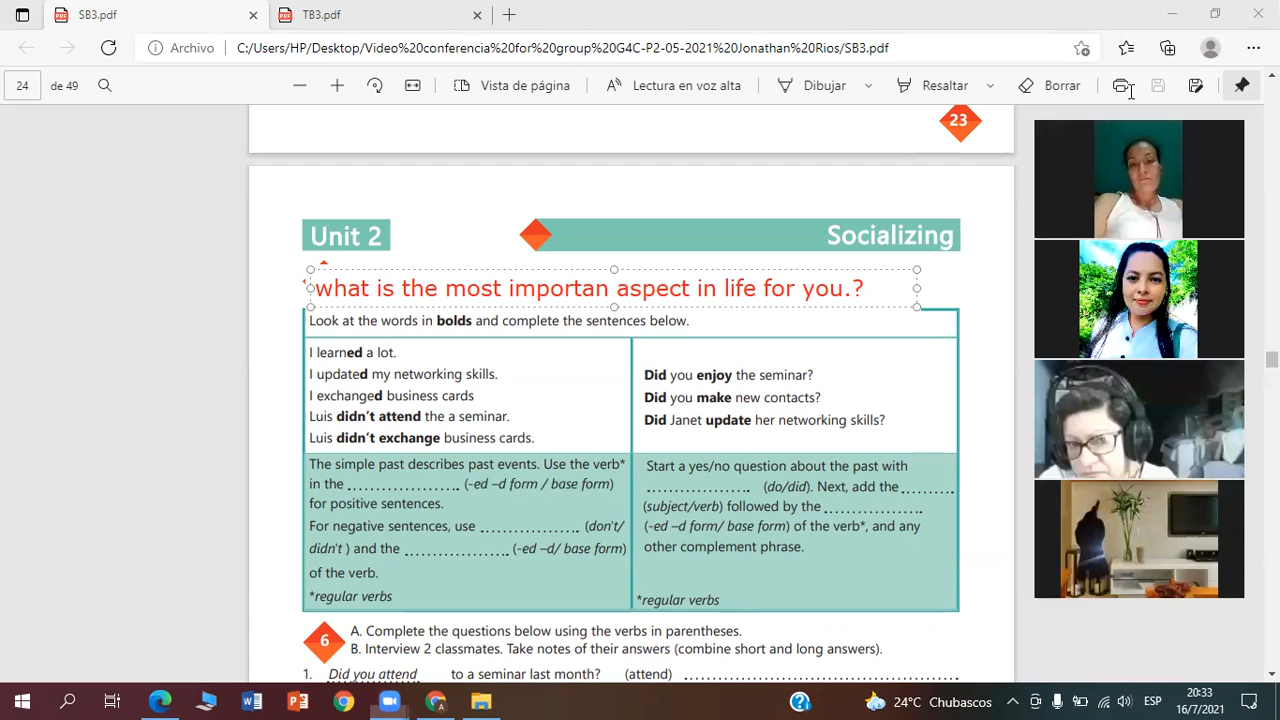 SB3.pdf
TB3.pdf
Archivo
C:/Users/HP/Desktop/Video%20conferencia%20for%20group%20G4C-P2-05-2021%20Jonathan%20Rios/SB3.pdf
24
de 49
Vista de página
Lectura en voz alta
Dibujar
Resaltar
Borrar
23
Unit 2
Socializing
what is the most importan aspect in life for you.?
Look at the words in bolds and complete the sentences below.
I learned a lot.
I updated my networking skills.
I exchanged business cards
Luis didn't attend the a seminar.
Luis didn't exchange business cards.
Did you enjoy the seminar?
Did you make new contacts?
Did Janet update her networking skills?
The simple past describes past events. Use the verb*
in the .................... (-ed –d form / base form)
for positive sentences.
For negative sentences, use .................. (don't/
didn't ) and the ................... (-ed –d/ base form)
of the verb.
*regular verbs
Start a yes/no question about the past with
................... (do/did). Next, add the .........
(subject/verb) followed by the ..................
(-ed –d form/ base form) of the verb*, and any
other complement phrase.
*regular verbs
6
A. Complete the questions below using the verbs in parentheses.
B. Interview 2 classmates. Take notes of their answers (combine short and long answers).
1. Did you attend to a seminar last month? (attend) ..................................................
24°C Chubascos
ESP
20:33
16/7/2021